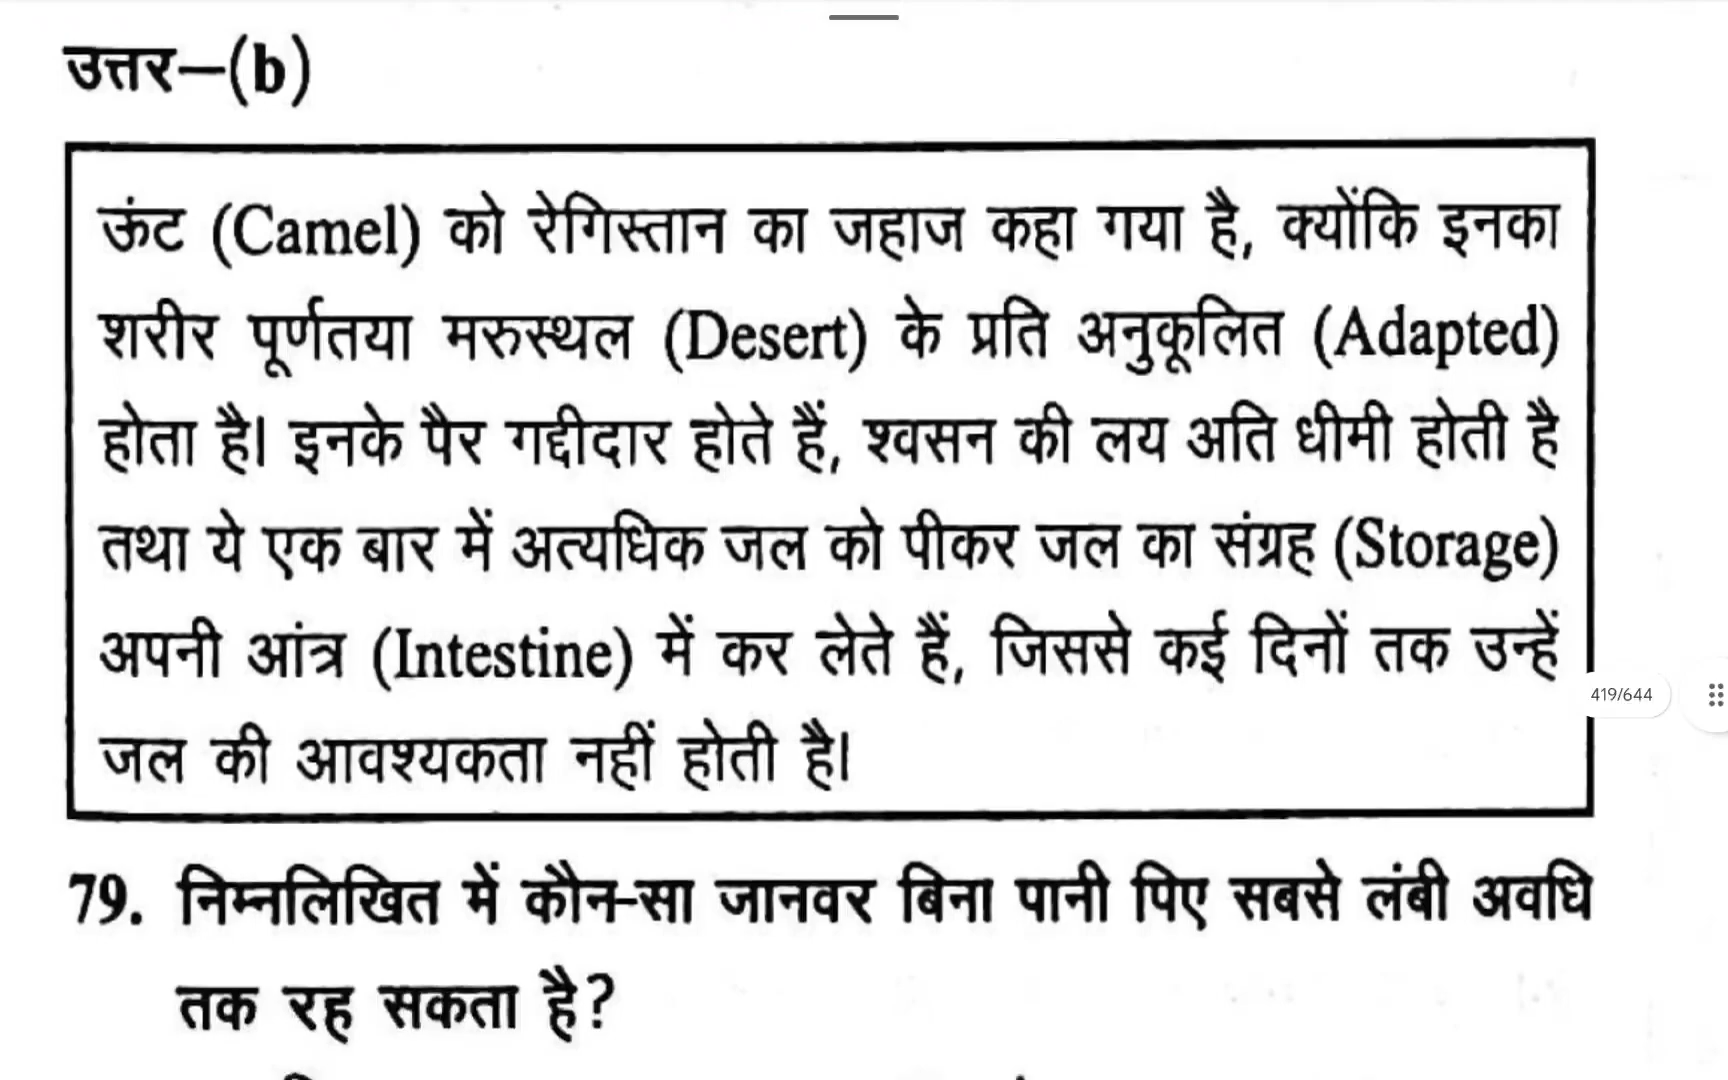 उत्तर–(b)
ऊंट (Camel) को रेगिस्तान का जहाज कहा गया है, क्योंकि इनका
शरीर पूर्णतया मरुस्थल (Desert) के प्रति अनुकूलित (Adapted)
होता है। इनके पैर गद्दीदार होते हैं, श्वसन की लय अति धीमी होती है
तथा ये एक बार में अत्यधिक जल को पीकर जल का संग्रह (Storage)
अपनी आंत्र (Intestine) में कर लेते हैं, जिससे कई दिनों तक उन्हें
जल की आवश्यकता नहीं होती है।
419/644
79. निम्नलिखित में कौन-सा जानवर बिना पानी पिए सबसे लंबी अवधि
तक रह सकता है?